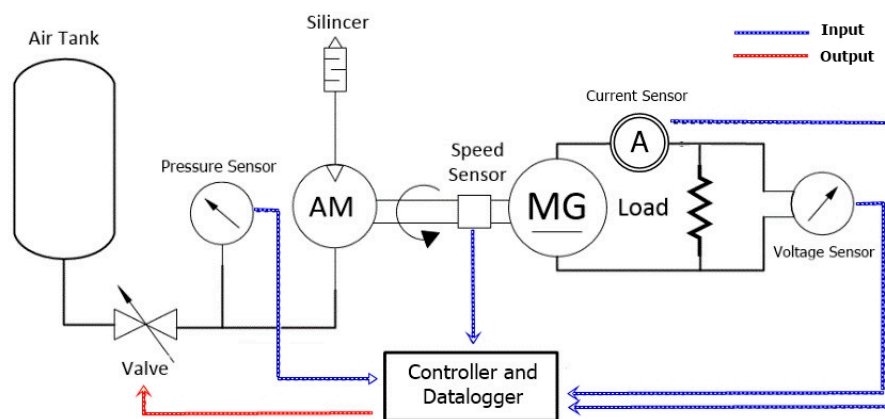 Silincer
Air Tank
Input
Output
Current Sensor
A
Speed
Sensor
Pressure Sensor
AM
MG
Load
Voltage Sensor
Valve
Controller and
Datalogger